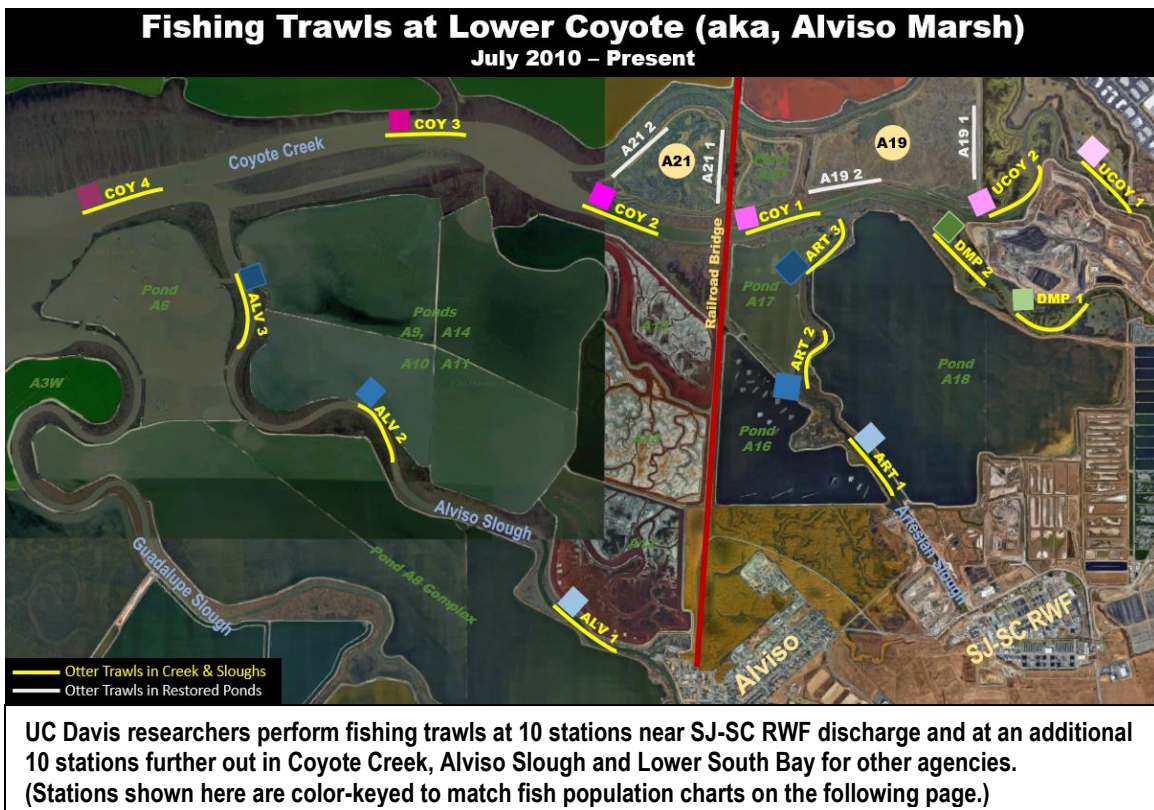 Fishing Trawls at Lower Coyote (aka, Alviso Marsh)
July 2010 – Present
COY 3
Coyote Creek
COY 4
A21 2
A21
A21 1
A19 1
A19
A19 2
UCOY 2
UCOY 1
COY 2
COY 1
ART 3
DMP 2
DMP 1
Railroad Bridge
Pond
A17
Pond
A6
ALV 3
Ponds
A9, A14
A10 A11
ART 2
Pond
A18
A3W
ALV 2
Pond
A16
ART 1
Alviso Slough
Artesian Slough
Guadalupe Slough
Pond A8 Complex
ALV 1
Alviso
SJ-SC RWF
Otter Trawls in Creek & Sloughs
Otter Trawls in Restored Ponds
UC Davis researchers perform fishing trawls at 10 stations near SJ-SC RWF discharge and at an additional
10 stations further out in Coyote Creek, Alviso Slough and Lower South Bay for other agencies.
(Stations shown here are color-keyed to match fish population charts on the following page.)